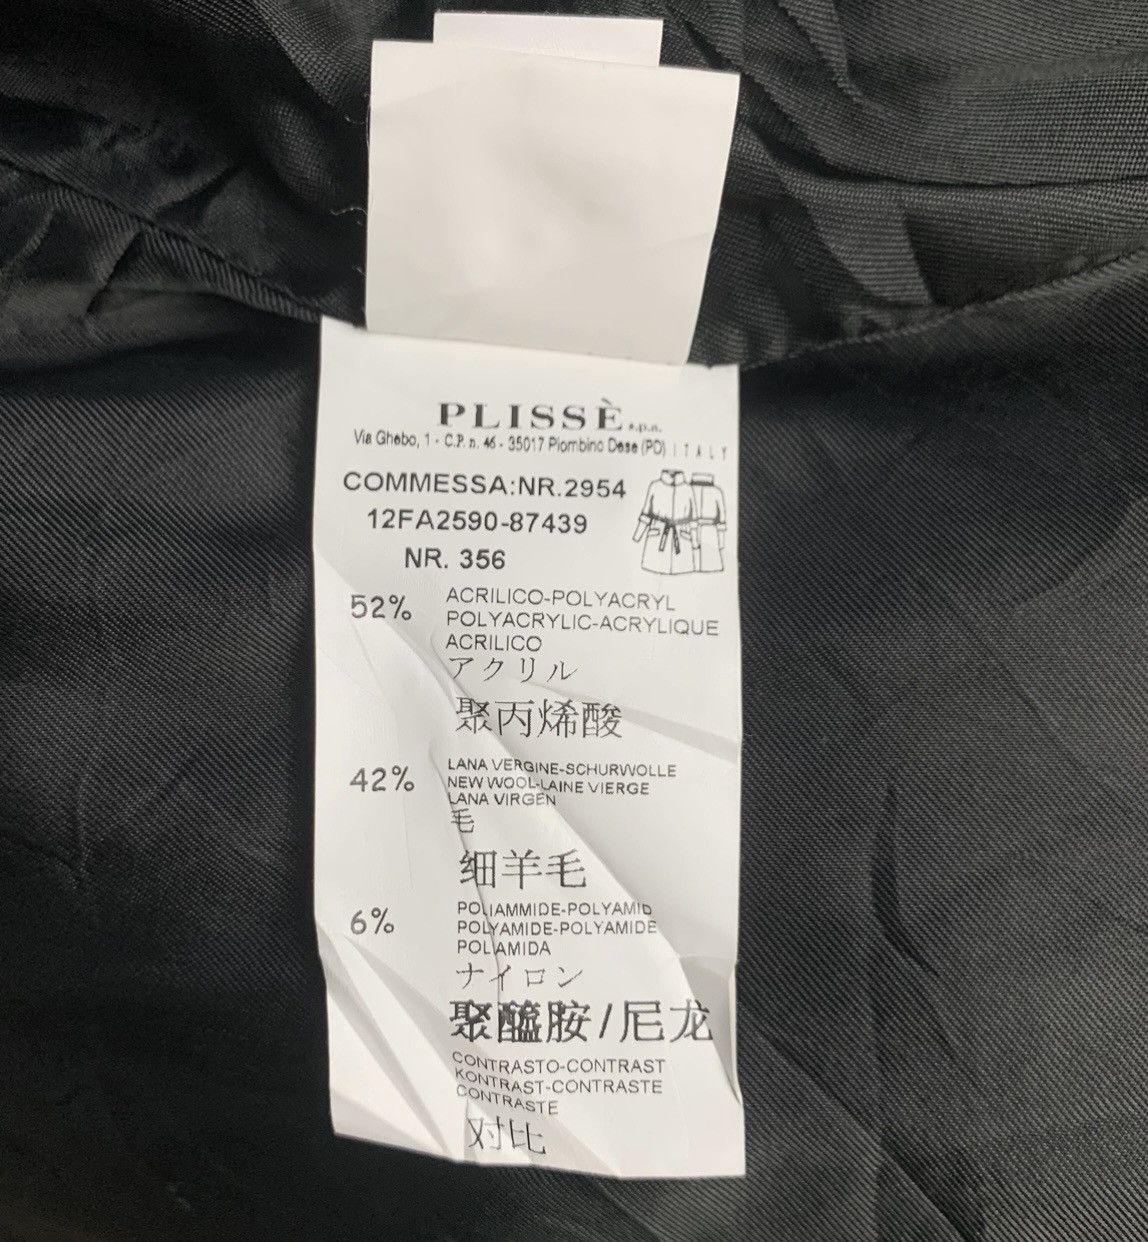 PLISSÈ s.p.a.
Via Ghebo, 1 - C.P. n. 46 - 35017 Piombino Dese (PD) ITALY
COMMESSA:NR.2954
12FA2590-87439
NR. 356
52% ACRILICO-POLYACRYL
POLYACRYLIC-ACRYLIQUE
ACRILICO
アクリル
聚丙烯酸
42% LANA VERGINE-SCHURWOLLE
NEW WOOL-LAINE VIERGE
LANA VIRGEN
毛
细羊毛
6% POLIAMMIDE-POLYAMID
POLYAMIDE-POLYAMIDE
POLAMIDA
ナイロン
聚醯胺/尼龙
CONTRASTO-CONTRAST
KONTRAST-CONTRASTE
CONTRASTE
对比